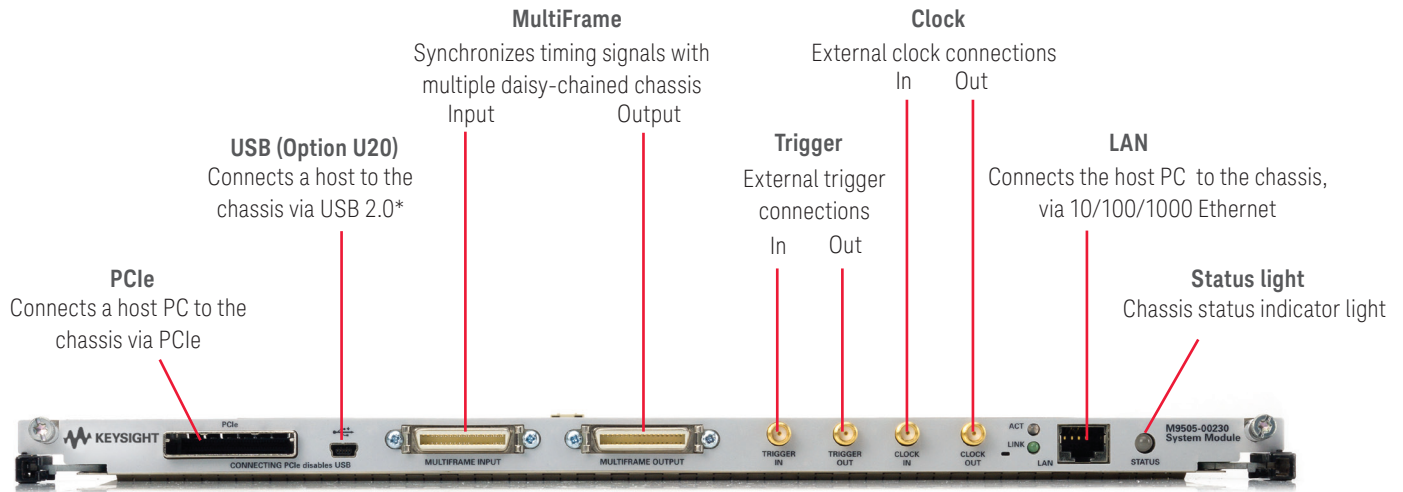 MultiFrame
Synchronizes timing signals with
multiple daisy-chained chassis
Input
Output
Clock
External clock connections
In
Out
USB (Option U20)
Connects a host to the
chassis via USB 2.0*
Trigger
External trigger
connections
In
Out
LAN
Connects the host PC to the chassis,
via 10/100/1000 Ethernet
PCIe
Connects a host PC to the
chassis via PCIe
Status light
Chassis status indicator light
KEYSIGHT
PCIe
CONNECTING PCIe disables USB
MULTIFRAME INPUT
MULTIFRAME OUTPUT
TRIGGER
IN
TRIGGER
OUT
CLOCK
IN
CLOCK
OUT
ACT
LINK
LAN
STATUS
M9505-00230
System Module